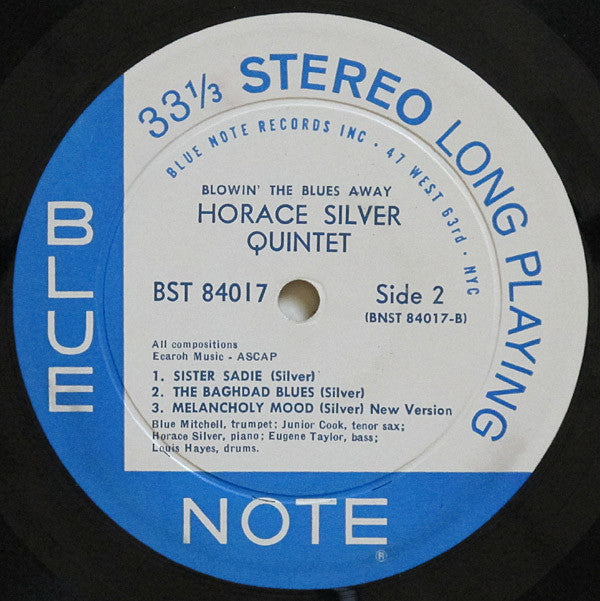 33⅓ STEREO LONG PLAYING
BLUE NOTE RECORDS INC · 47 WEST 63rd · NYC
BLOWIN' THE BLUES AWAY
HORACE SILVER
QUINTET
BST 84017
Side 2
(BNST 84017-B)
All compositions
Ecaroh Music - ASCAP
1. SISTER SADIE (Silver)
2. THE BAGHDAD BLUES (Silver)
3. MELANCHOLY MOOD (Silver) New Version
Blue Mitchell, trumpet; Junior Cook, tenor sax;
Horace Silver, piano; Eugene Taylor, bass;
Louis Hayes, drums.
BLUE
NOTE
®